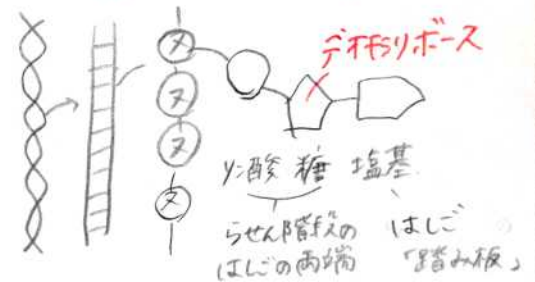 ヌ
ヌ
ヌ
ヌ
デオキシリボース
リン酸 糖 塩基
らせん階段の
はしごの両端
はしご
「踏み板」